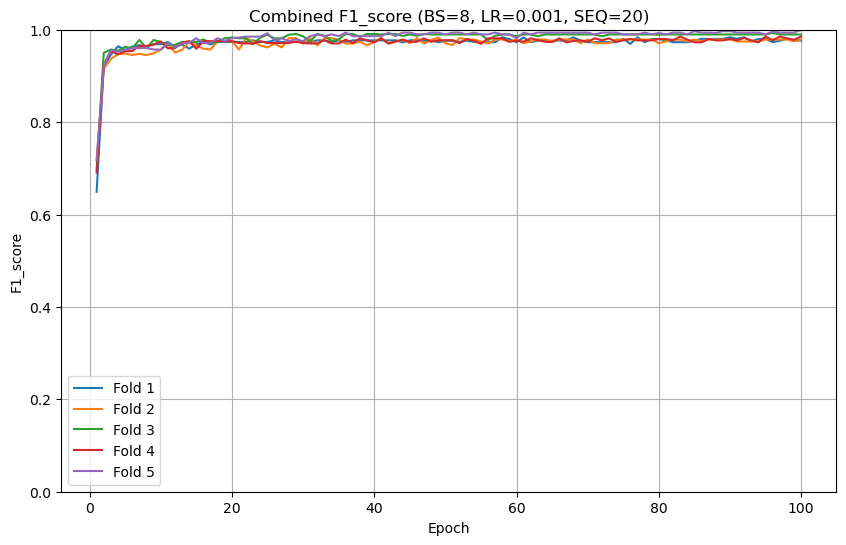 Combined F1_score (BS=8, LR=0.001, SEQ=20)
1.0
0.8
0.6
0.4
0.2
0.0
F1_score
Fold 1
Fold 2
Fold 3
Fold 4
Fold 5
0 20 40 60 80 100
Epoch